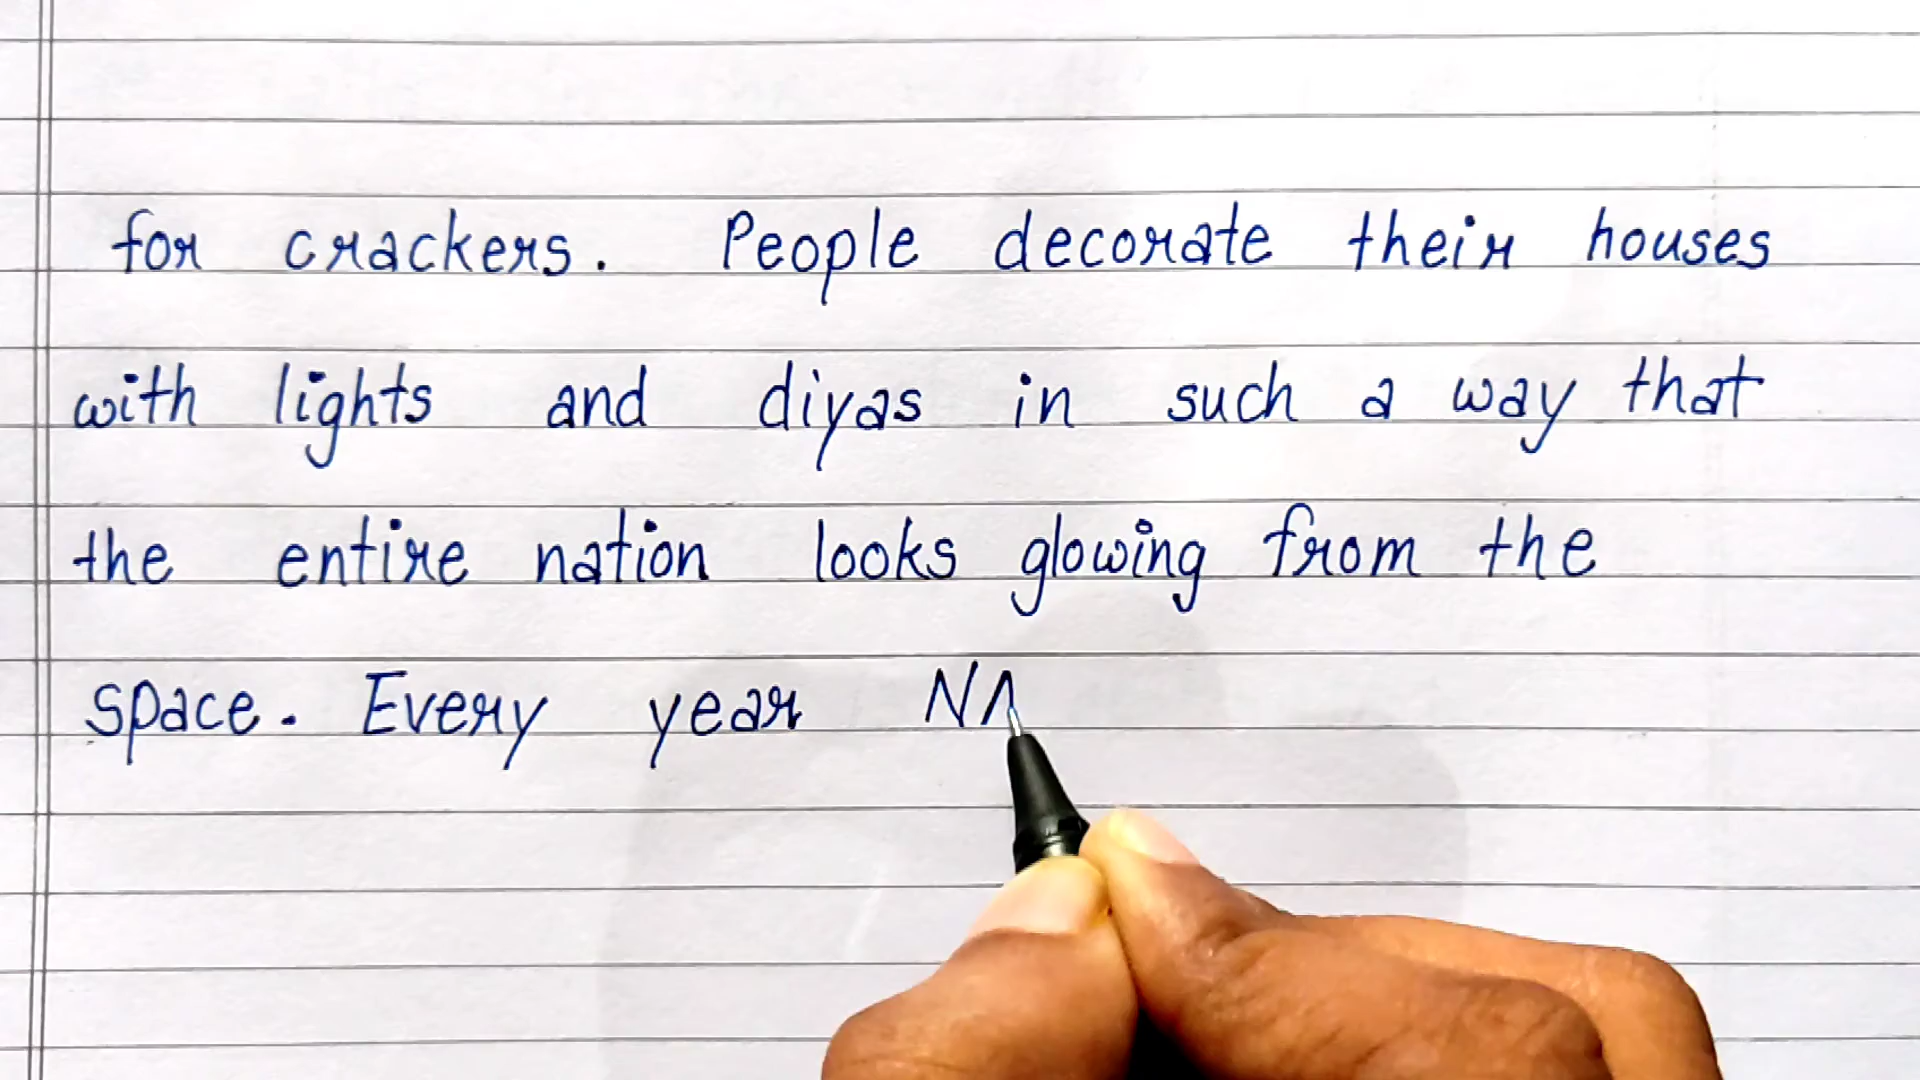 for crackers. People decorate their houses
with lights and diyas in such a way that
the entire nation looks glowing from the
space. Every year NA